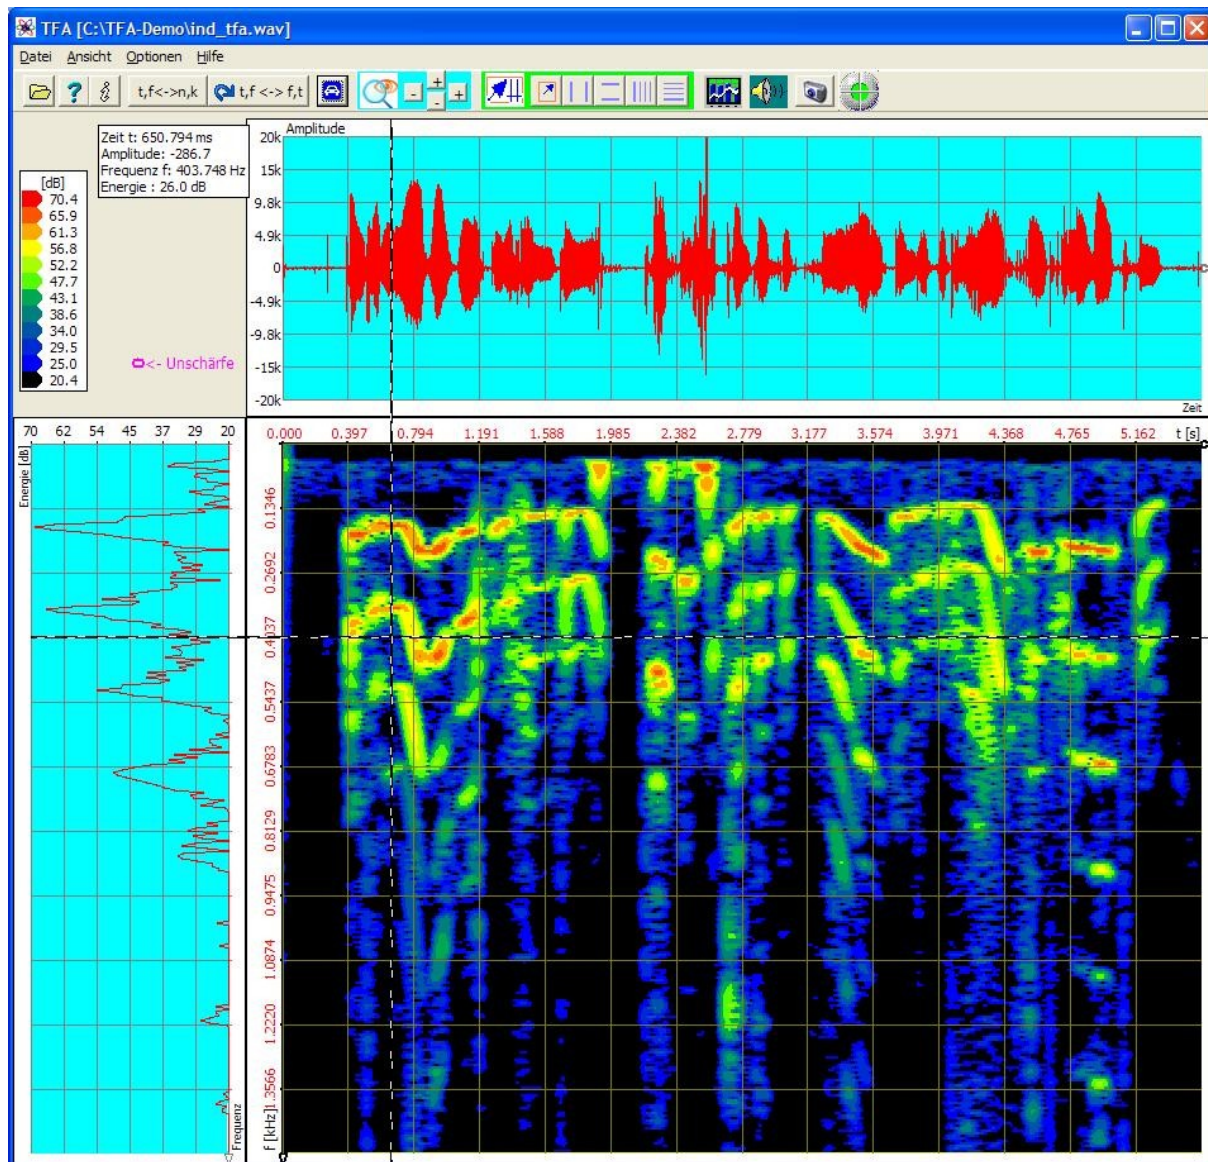 TFA [C:\TFA-Demo\ind_tfa.wav]
Datei Ansicht Optionen Hilfe
t,f<->n,k
t,f <-> f,t
Zeit t: 650.794 ms
Amplitude: -286.7
Frequenz f: 403.748 Hz
Energie : 26.0 dB
[dB]
70.4
65.9
61.3
56.8
52.2
47.7
43.1
38.6
34.0
29.5
25.0
20.4
<- Unschärfe
Amplitude
20k
15k
9.8k
4.9k
0
-4.9k
-9.8k
-15k
-20k
Zeit
70 62 54 45 37 29 20
Energie [dB]
Frequenz
0.000 0.397 0.794 1.191 1.588 1.985 2.382 2.779 3.177 3.574 3.971 4.368 4.765 5.162 t [s]
0.1346
0.2692
0.4037
0.5437
0.6783
0.8129
0.9475
1.0874
1.2220
1.3566
f [kHz]